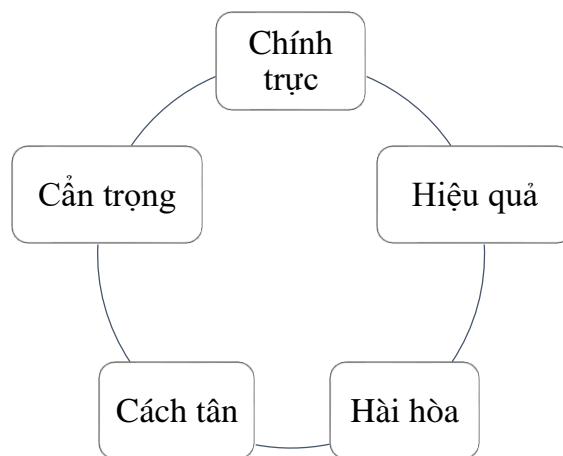 Chính
trực
Hiệu quả
Hài hòa
Cách tân
Cẩn trọng